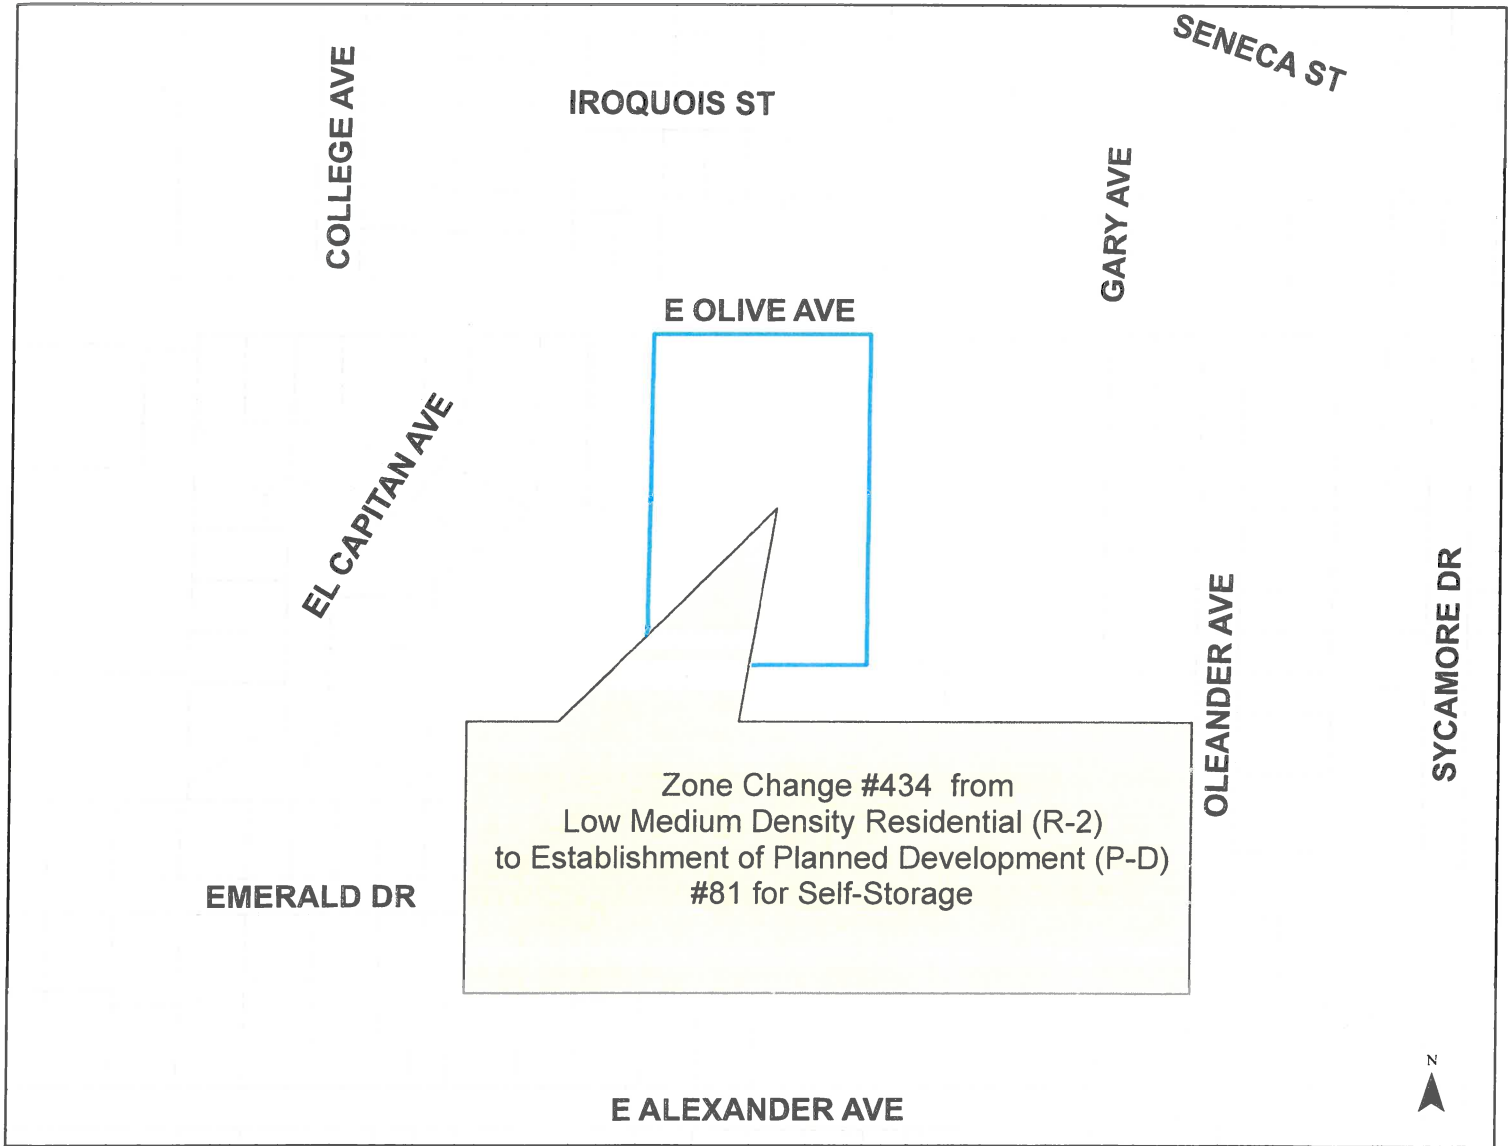 SENECA ST
COLLEGE AVE
IROQUOIS ST
GARY AVE
E OLIVE AVE
EL CAPITAN AVE
OLEANDER AVE
SYCAMORE DR
Zone Change #434 from
Low Medium Density Residential (R-2)
to Establishment of Planned Development (P-D)
#81 for Self-Storage
EMERALD DR
N
E ALEXANDER AVE